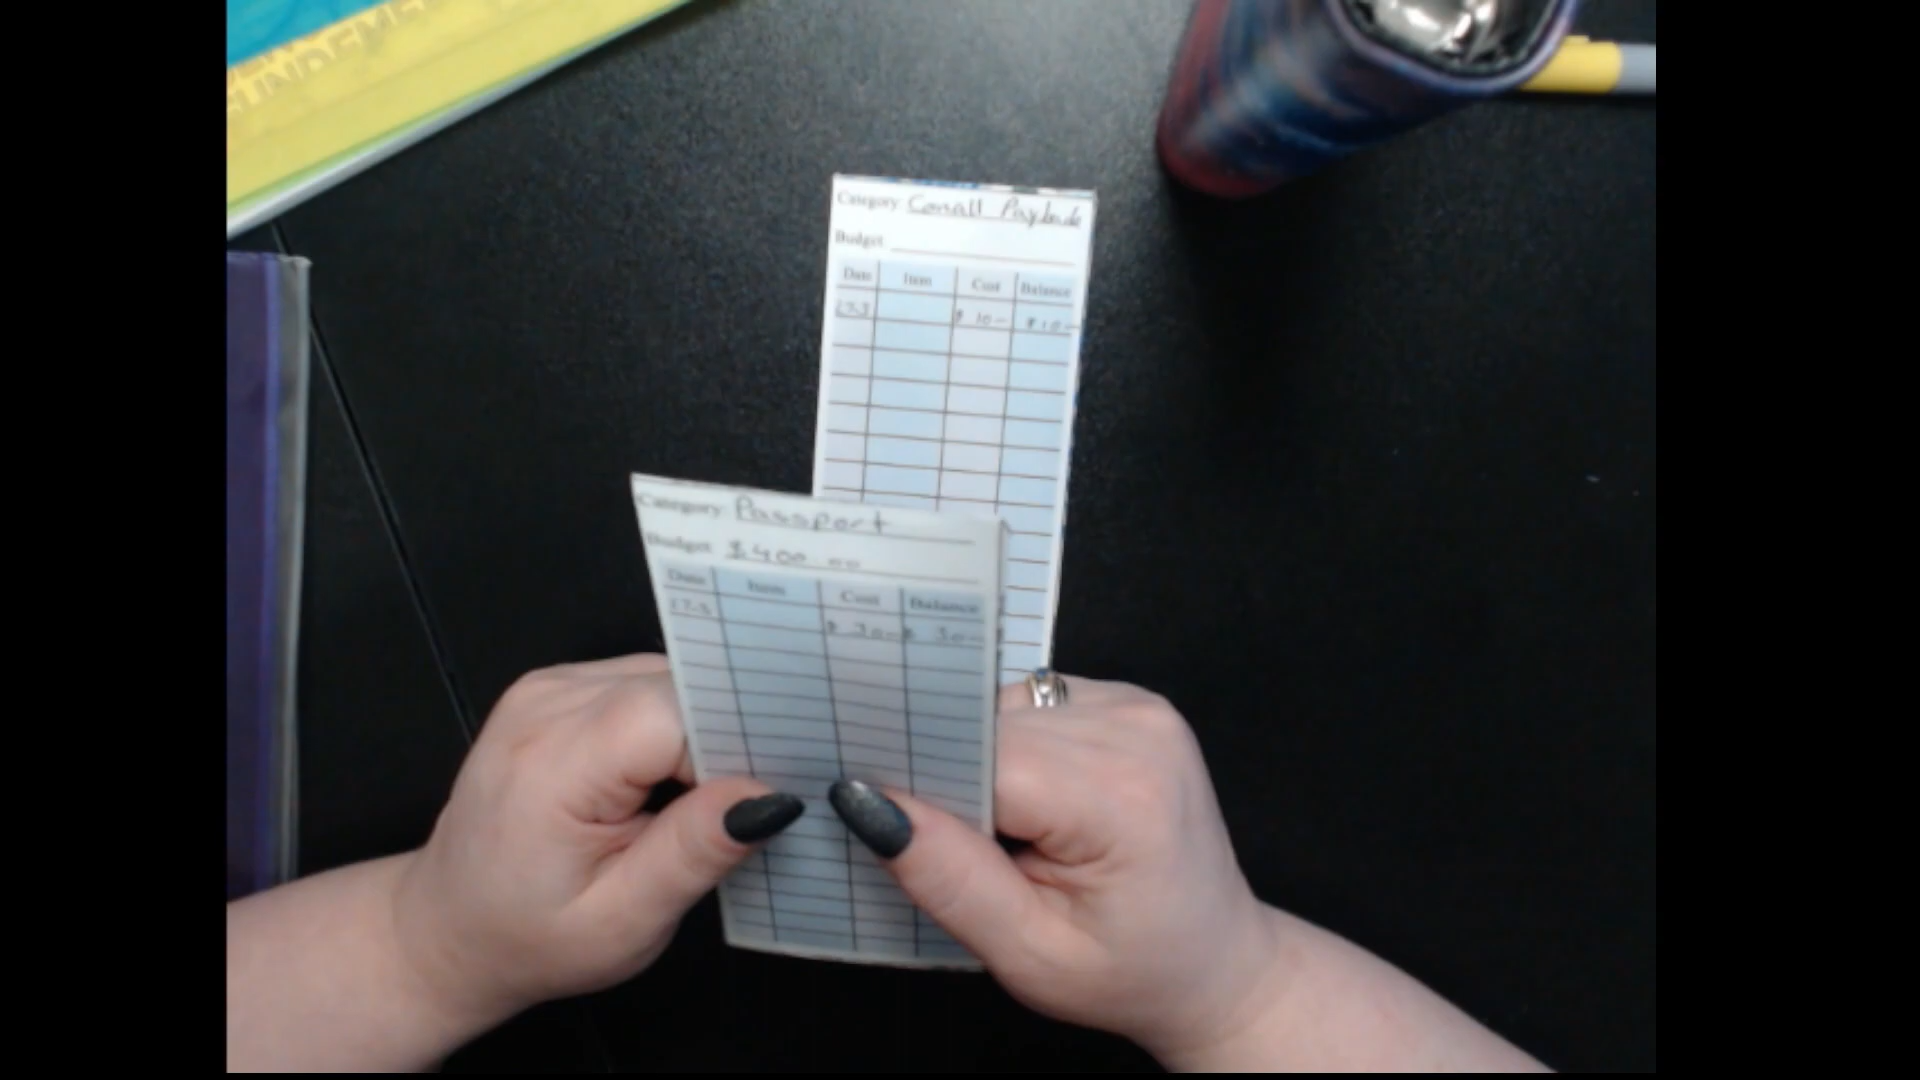 Category: Conall Payback
Budget:
Date Item Cost Balance
$ 10- $10-
Category: Passport
Budget: $400.00
Date Item Cost Balance
$ 30- $ 30-